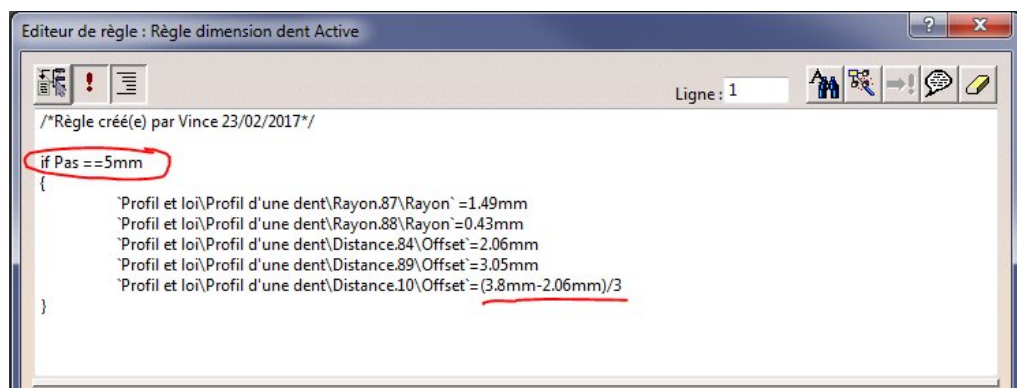 Editeur de règle : Règle dimension dent Active
Ligne : 1
/*Règle créé(e) par Vince 23/02/2017*/
if Pas ==5mm
{
`Profil et loi\Profil d'une dent\Rayon.87\Rayon` =1.49mm
`Profil et loi\Profil d'une dent\Rayon.88\Rayon`=0.43mm
`Profil et loi\Profil d'une dent\Distance.84\Offset`=2.06mm
`Profil et loi\Profil d'une dent\Distance.89\Offset`=3.05mm
`Profil et loi\Profil d'une dent\Distance.10\Offset`=(3.8mm-2.06mm)/3
}